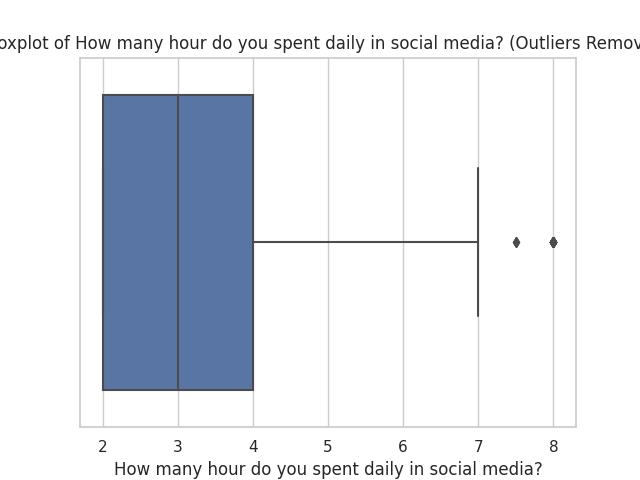 oxplot of How many hour do you spent daily in social media? (Outliers Remov
2 3 4 5 6 7 8
How many hour do you spent daily in social media?